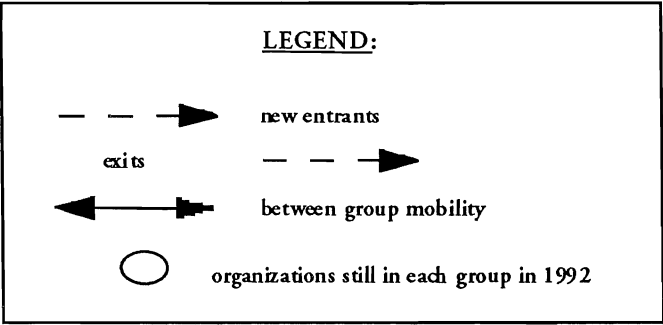 LEGEND:
new entrants
exits
between group mobility
organizations still in each group in 1992